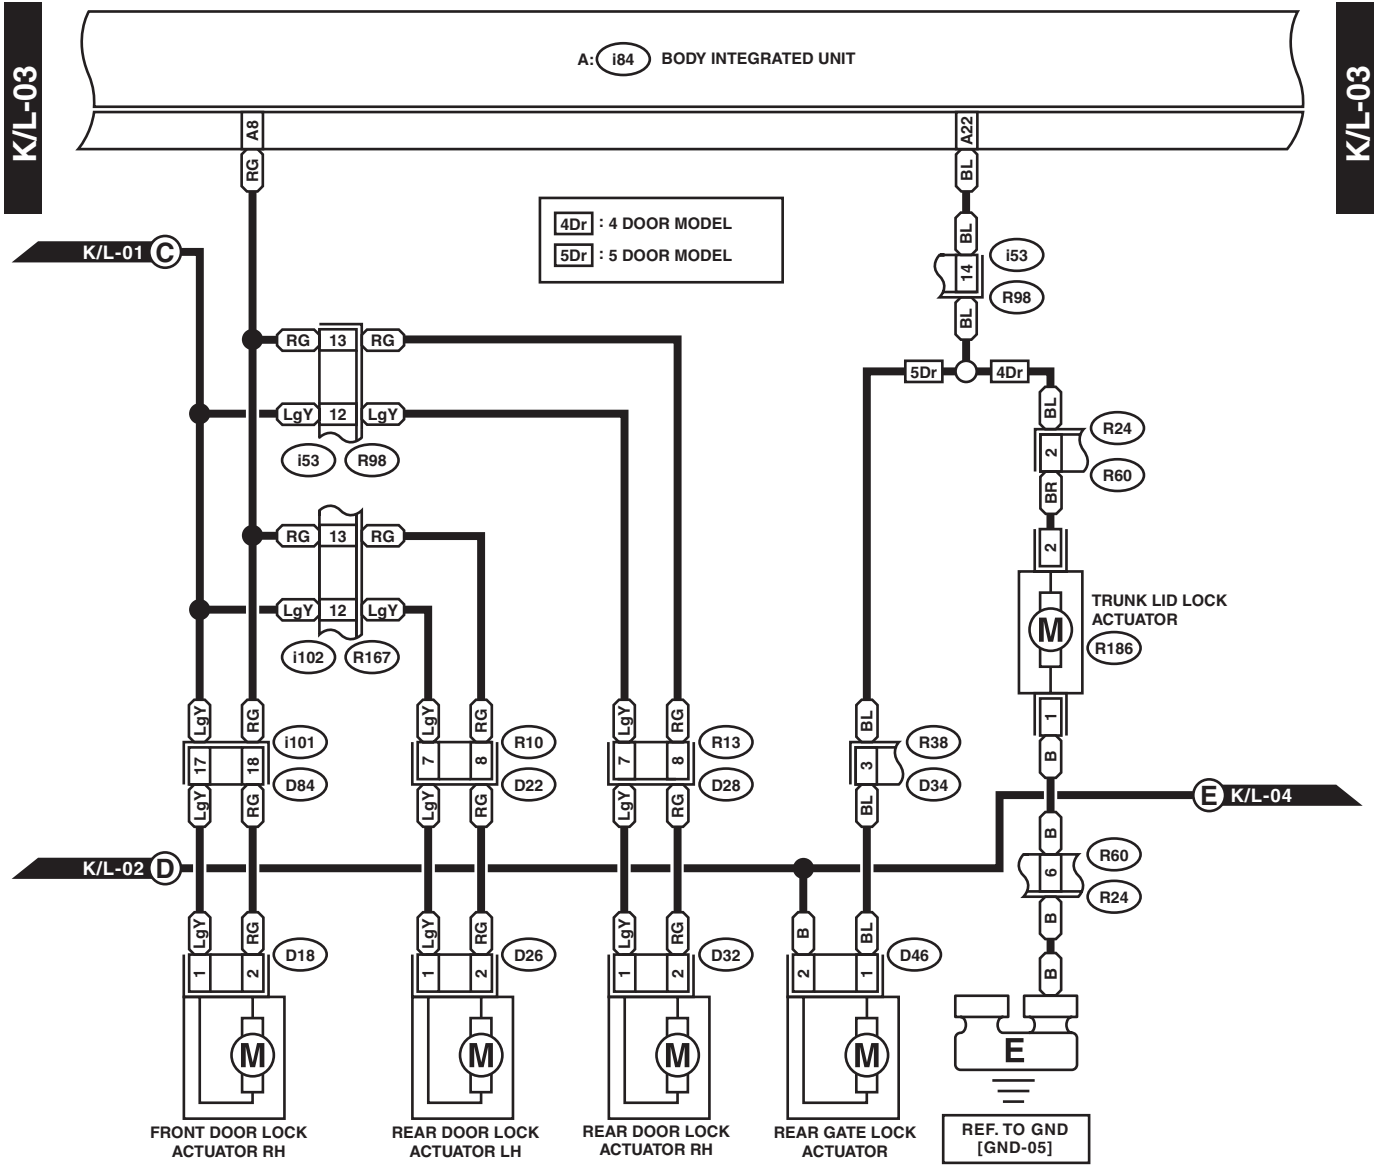 K/L-03
K/L-03
A: i84 BODY INTEGRATED UNIT
A8
A22
RG
BL
4Dr : 4 DOOR MODEL
5Dr : 5 DOOR MODEL
BL
K/L-01 C
14
i53
R98
BL
RG 13 RG
5Dr 4Dr
BL
LgY 12 LgY
R24
2
i53 R98
R60
BR
RG 13 RG
2
LgY 12 LgY
TRUNK LID LOCK
ACTUATOR
M
R186
i102 R167
LgY RG LgY RG LgY RG BL
1
i101 R10 R13 R38
B
17 18 7 8 7 8 3
D84 D22 D28 D34
E K/L-04
LgY RG LgY RG LgY RG BL
B
R60
K/L-02 D
6
R24
LgY RG LgY RG LgY RG B BL
B
D18 D26 D32 D46
1 2 1 2 1 2 2 1
B
M M M M
E
FRONT DOOR LOCK
ACTUATOR RH
REAR DOOR LOCK
ACTUATOR LH
REAR DOOR LOCK
ACTUATOR RH
REAR GATE LOCK
ACTUATOR
REF. TO GND
[GND-05]